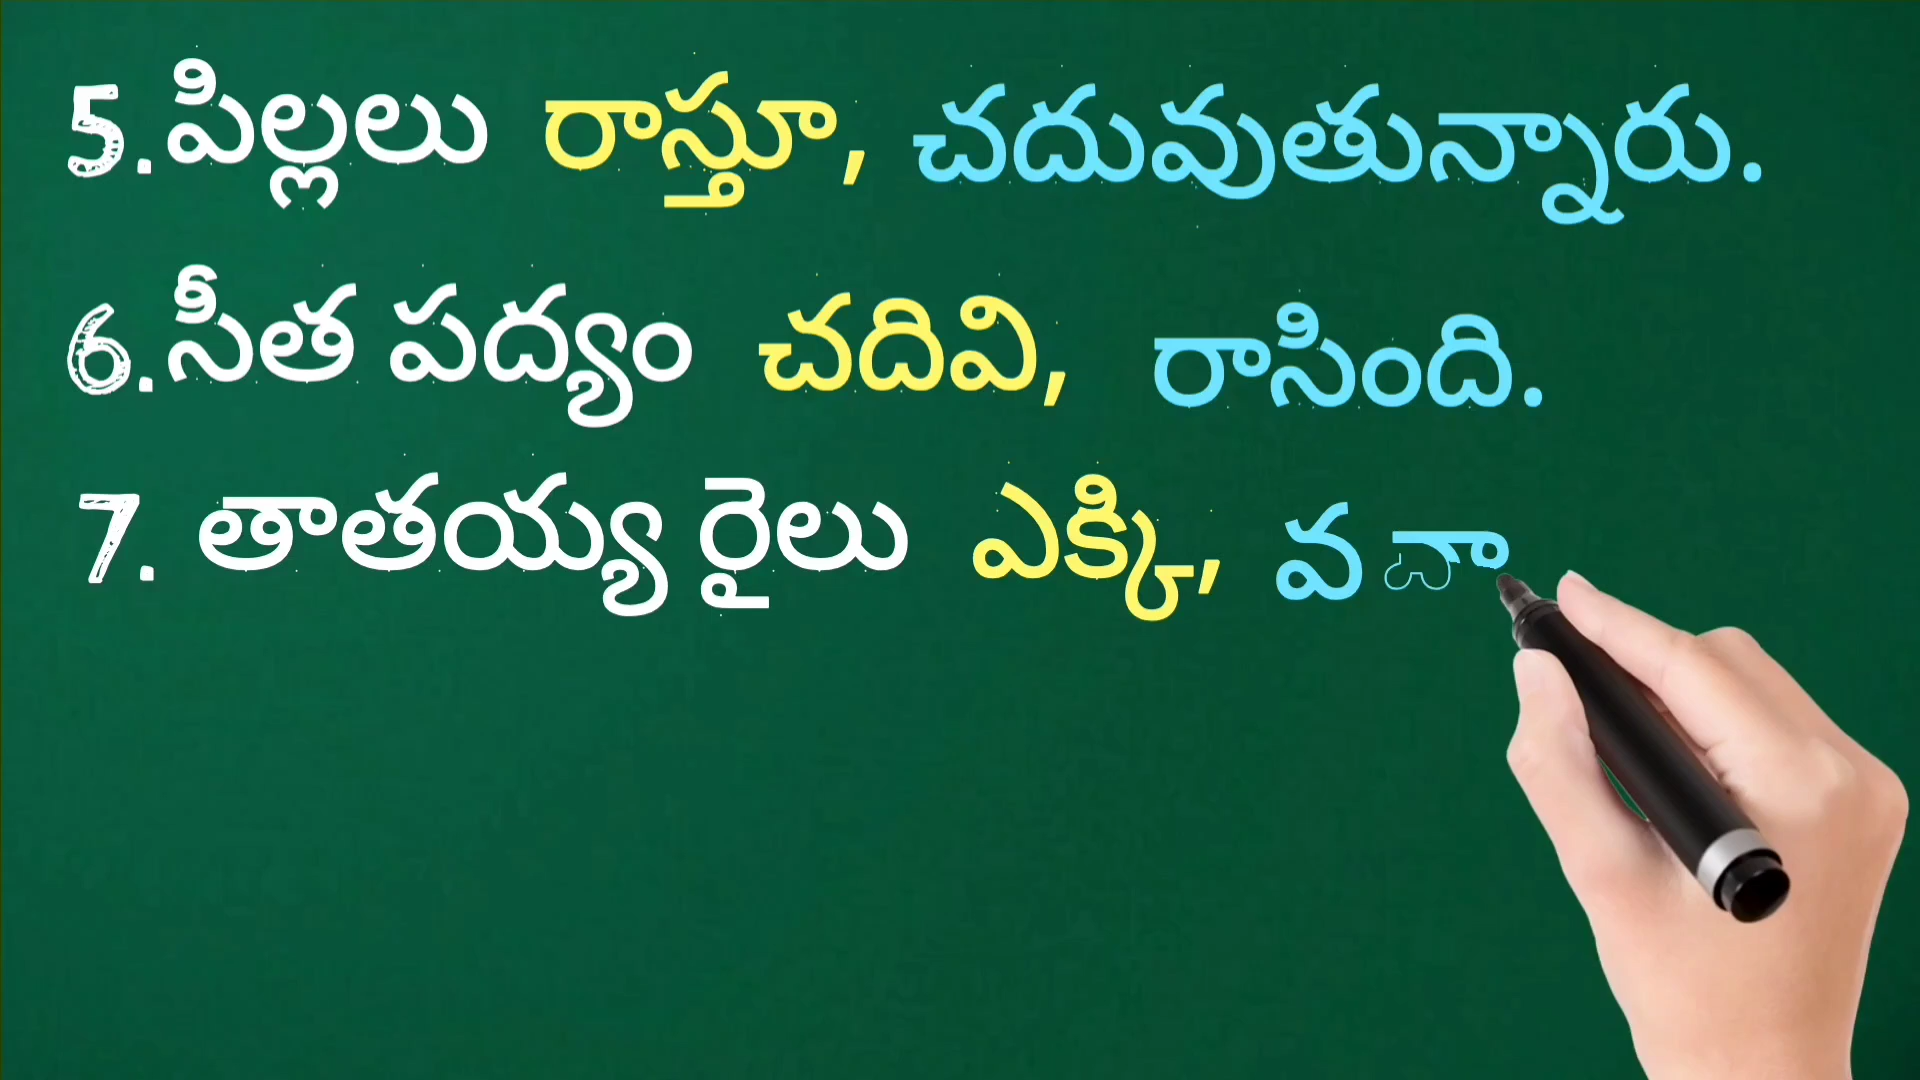 5. పిల్లలు రాస్తూ, చదువుతున్నారు.
6. సీత పద్యం చదివి, రాసింది.
7. తాతయ్య రైలు ఎక్కి,